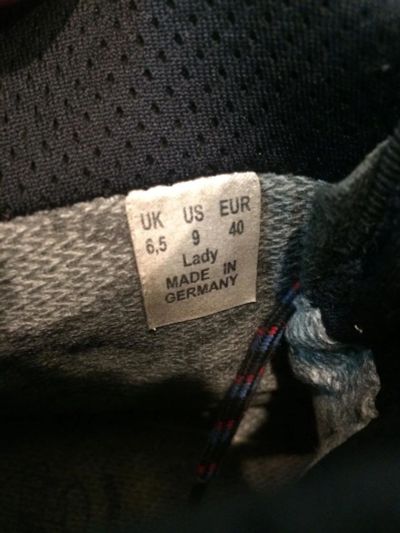 UK US EUR
6,5 9 40
Lady
MADE IN
GERMANY